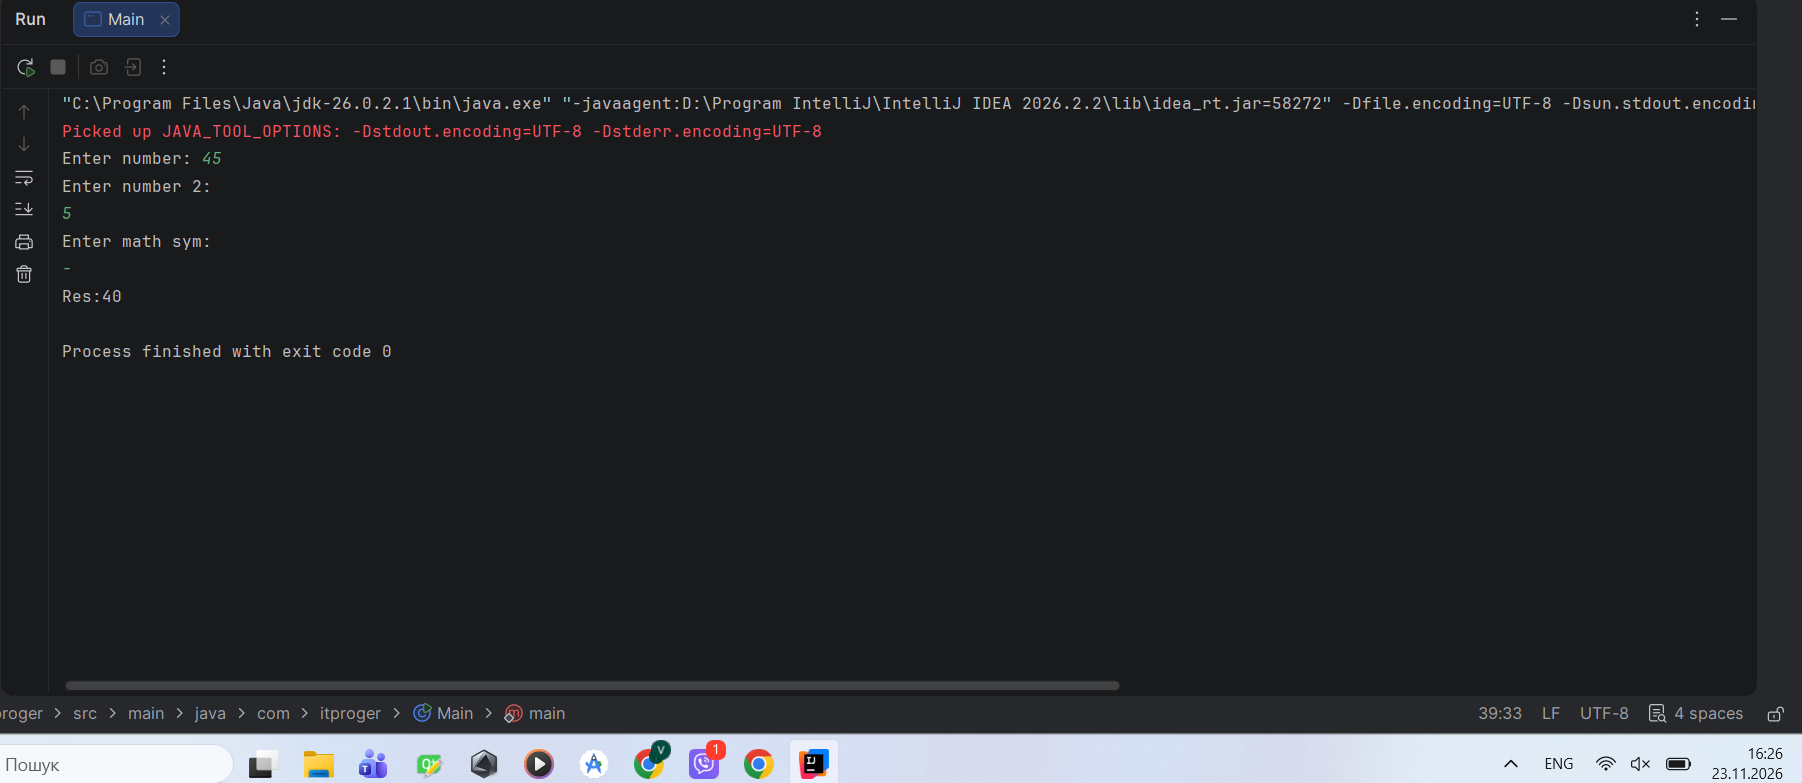 Run
Main
"C:\Program Files\Java\jdk-26.0.2.1\bin\java.exe" "-javaagent:D:\Program IntelliJ\IntelliJ IDEA 2026.2.2\lib\idea_rt.jar=58272" -Dfile.encoding=UTF-8 -Dsun.stdout.encodin
Picked up JAVA_TOOL_OPTIONS: -Dstdout.encoding=UTF-8 -Dstderr.encoding=UTF-8
Enter number: 45
Enter number 2:
5
Enter math sym:
-
Res:40
Process finished with exit code 0
roger > src > main > java > com > itproger > Main > main
39:33 LF UTF-8 4 spaces
Пошук
V
1
ENG
16:26
23.11.2026